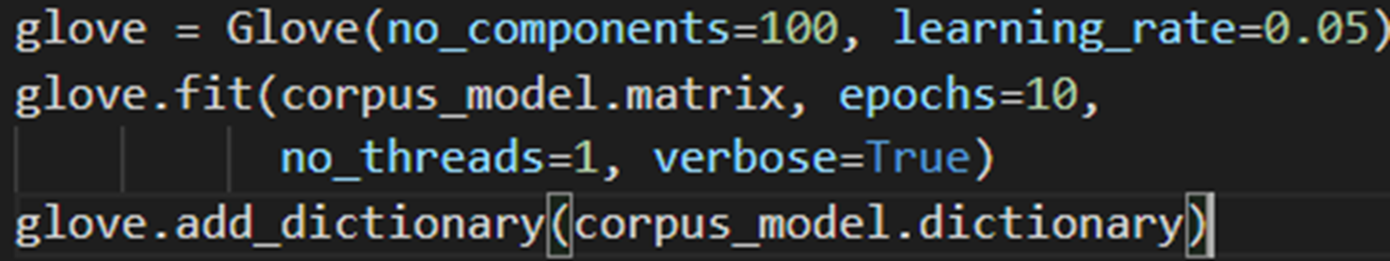 glove = Glove(no_components=100, learning_rate=0.05)
glove.fit(corpus_model.matrix, epochs=10,
no_threads=1, verbose=True)
glove.add_dictionary(corpus_model.dictionary)